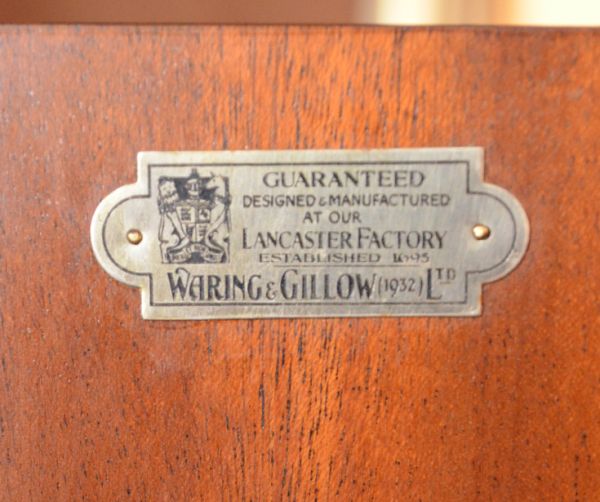 GUARANTEED
DESIGNED & MANUFACTURED
AT OUR
LANCASTER FACTORY
ESTABLISHED 1695
WARING & GILLOW (1932) LTD